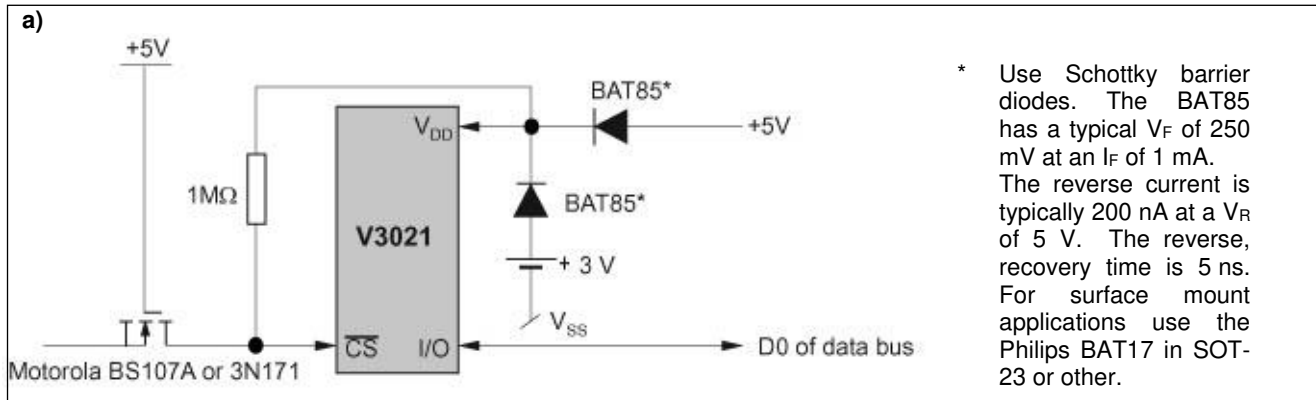 a)
+5V
BAT85*
VDD
+5V
1MΩ
BAT85*
V3021
+ 3 V
VSS
CS
I/O
D0 of data bus
Motorola BS107A or 3N171
* Use Schottky barrier
diodes. The BAT85
has a typical VF of 250
mV at an IF of 1 mA.
The reverse current is
typically 200 nA at a VR
of 5 V. The reverse,
recovery time is 5 ns.
For surface mount
applications use the
Philips BAT17 in SOT-
23 or other.